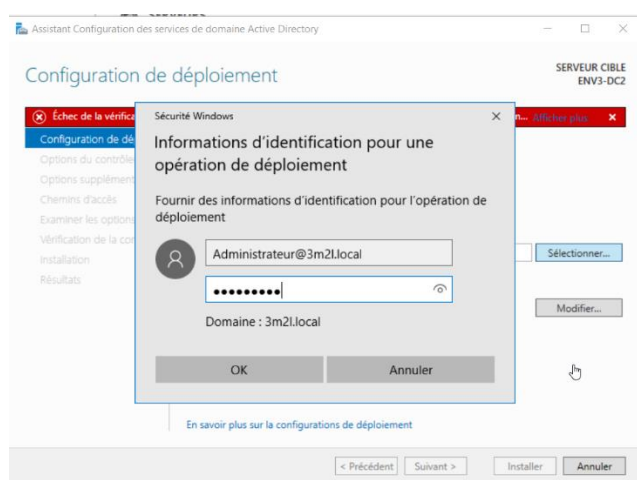 Assistant Configuration des services de domaine Active Directory
Configuration de déploiement
SERVEUR CIBLE
ENV3-DC2
Échec de la vérifica
n... Afficher plus
Configuration de dé
Options du contrôle
Options supplément
Chemins d'accès
Examiner les options
Vérification de la cor
Installation
Résultats
Sécurité Windows
Informations d'identification pour une
opération de déploiement
Fournir des informations d'identification pour l'opération de
déploiement
Administrateur@3m2l.local
Domaine : 3m2l.local
OK
Annuler
Sélectionner...
Modifier...
En savoir plus sur la configurations de déploiement
< Précédent
Suivant >
Installer
Annuler